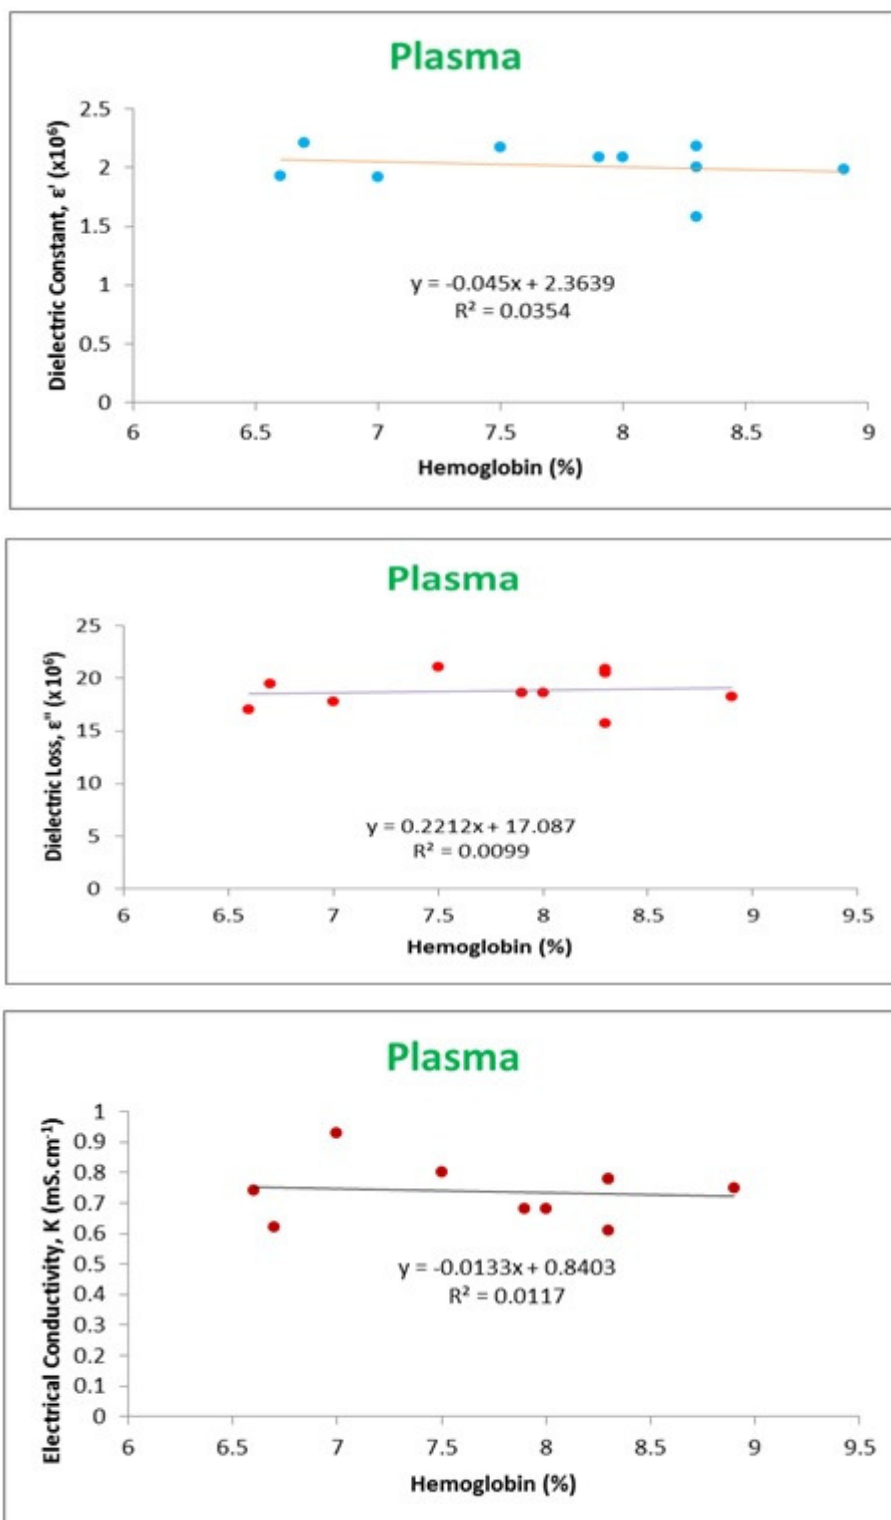 Plasma
Dielectric Constant, ε' (x10⁶)
2.5
2
1.5
1
0.5
0
y = -0.045x + 2.3639
R² = 0.0354
6 6.5 7 7.5 8 8.5 9
Hemoglobin (%)
Plasma
Dielectric Loss, ε" (x10⁶)
25
20
15
10
5
0
y = 0.2212x + 17.087
R² = 0.0099
6 6.5 7 7.5 8 8.5 9 9.5
Hemoglobin (%)
Plasma
Electrical Conductivity, K (mS.cm⁻¹)
1
0.9
0.8
0.7
0.6
0.5
0.4
0.3
0.2
0.1
0
y = -0.0133x + 0.8403
R² = 0.0117
6 6.5 7 7.5 8 8.5 9 9.5
Hemoglobin (%)